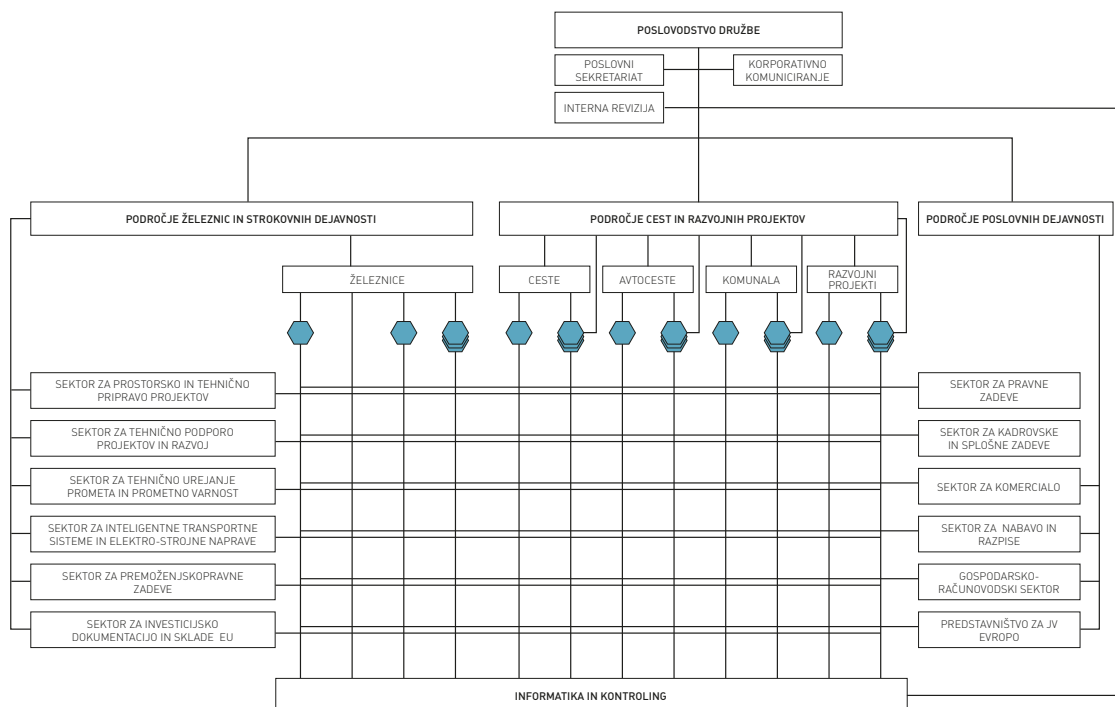 POSLOVODSTVO DRUŽBE
POSLOVNI
SEKRETARIAT
KORPORATIVNO
KOMUNICIRANJE
INTERNA REVIZIJA
PODROČJE ŽELEZNIC IN STROKOVNIH DEJAVNOSTI
PODROČJE CEST IN RAZVOJNIH PROJEKTOV
PODROČJE POSLOVNIH DEJAVNOSTI
ŽELEZNICE
CESTE
AVTOCESTE
KOMUNALA
RAZVOJNI
PROJEKTI
SEKTOR ZA PROSTORSKO IN TEHNIČNO
PRIPRAVO PROJEKTOV
SEKTOR ZA TEHNIČNO PODPORO
PROJEKTOV IN RAZVOJ
SEKTOR ZA TEHNIČNO UREJANJE
PROMETA IN PROMETNO VARNOST
SEKTOR ZA INTELIGENTNE TRANSPORTNE
SISTEME IN ELEKTRO-STROJNE NAPRAVE
SEKTOR ZA PREMOŽENJSKOPRAVNE
ZADEVE
SEKTOR ZA INVESTICIJSKO
DOKUMENTACIJO IN SKLADE EU
SEKTOR ZA PRAVNE
ZADEVE
SEKTOR ZA KADROVSKE
IN SPLOŠNE ZADEVE
SEKTOR ZA KOMERCIALO
SEKTOR ZA NABAVO IN
RAZPISE
GOSPODARSKO-
RAČUNOVODSKI SEKTOR
PREDSTAVNIŠTVO ZA JV
EVROPO
INFORMATIKA IN KONTROLING